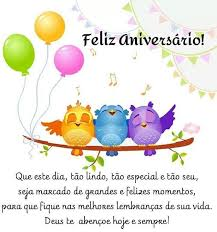 Feliz Aniversário!
Que este dia, tão lindo, tão especial e tão seu,
seja marcado de grandes e felizes momentos,
para que fique nas melhores lembranças de sua vida.
Deus te abençoe hoje e sempre!